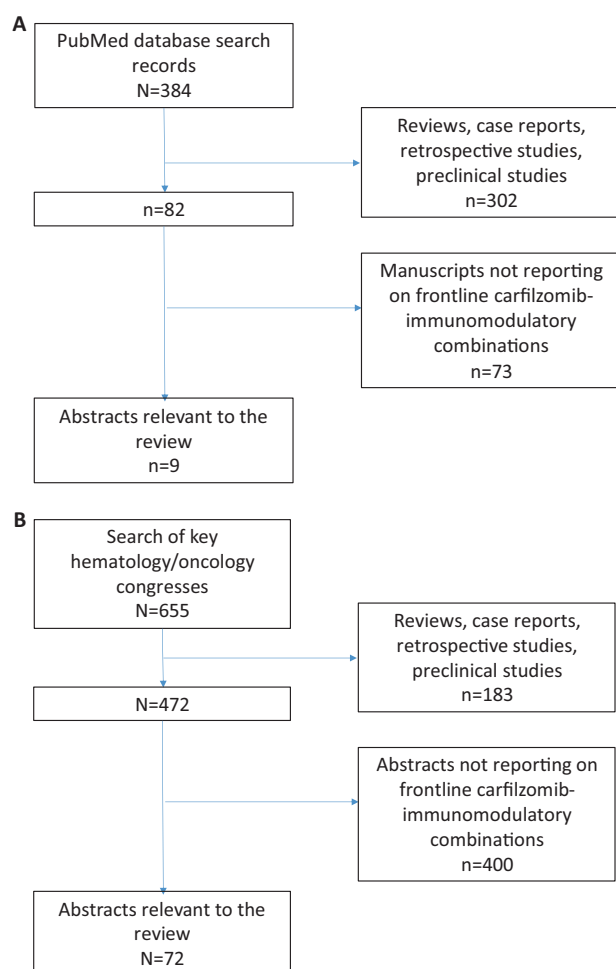 A
PubMed database search
records
N=384
Reviews, case reports,
retrospective studies,
preclinical studies
n=302
n=82
Manuscripts not reporting
on frontline carfilzomib-
immunomodulatory
combinations
n=73
Abstracts relevant to the
review
n=9
B
Search of key
hematology/oncology
congresses
N=655
Reviews, case reports,
retrospective studies,
preclinical studies
n=183
N=472
Abstracts not reporting on
frontline carfilzomib-
immunomodulatory
combinations
n=400
Abstracts relevant to the
review
N=72